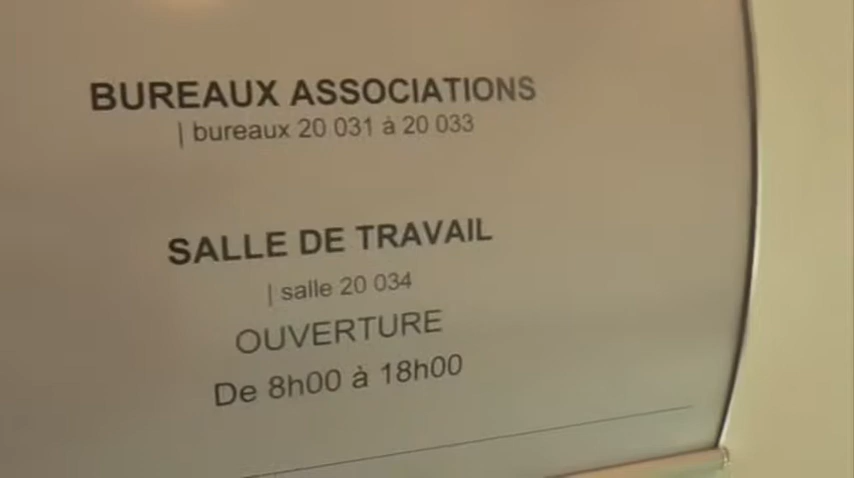 BUREAUX ASSOCIATIONS
| bureaux 20 031 à 20 033
SALLE DE TRAVAIL
| salle 20 034
OUVERTURE
De 8h00 à 18h00